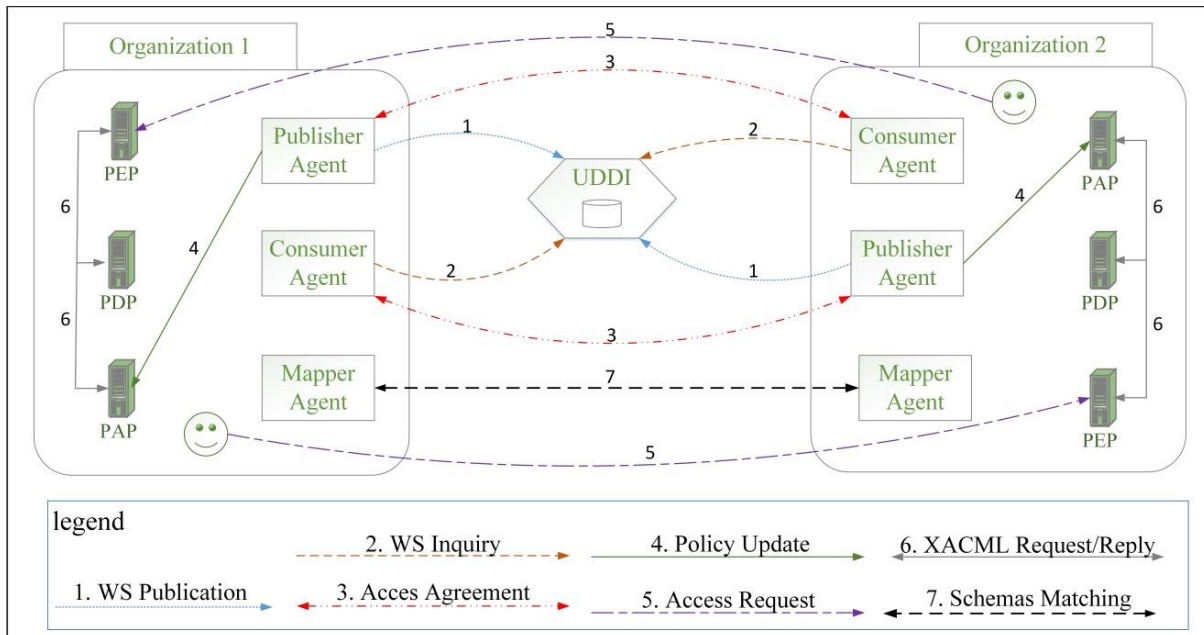 Organization 1
Organization 2
5
3
PEP
Publisher
Agent
1
2
Consumer
Agent
PAP
UDDI
6
4
4
6
PDP
Consumer
Agent
2
1
Publisher
Agent
PDP
6
3
6
PAP
Mapper
Agent
7
Mapper
Agent
PEP
5
legend
2. WS Inquiry
4. Policy Update
6. XACML Request/Reply
1. WS Publication
3. Acces Agreement
5. Access Request
7. Schemas Matching